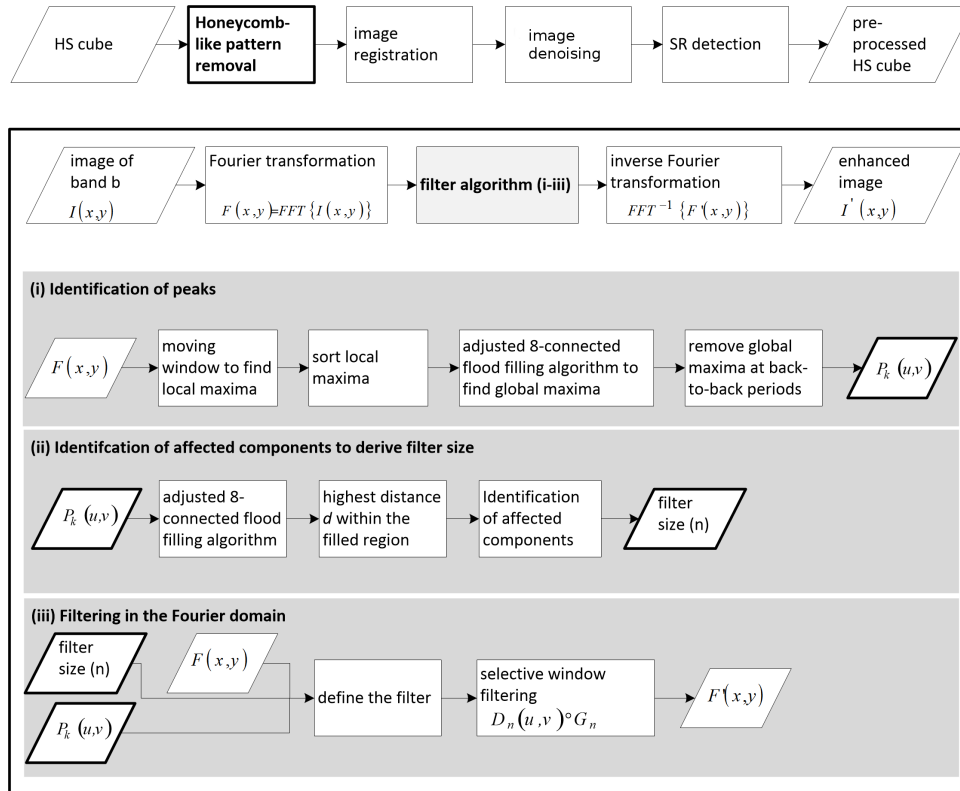 HS cube
Honeycomb-
like pattern
removal
image
registration
image
denoising
SR detection
pre-
processed
HS cube
image of
band b
I(x,y)
Fourier transformation
F(x,y)=FFT{I(x,y)}
filter algorithm (i-iii)
inverse Fourier
transformation
FFT⁻¹{F'(x,y)}
enhanced
image
I'(x,y)
(i) Identification of peaks
F(x,y)
moving
window to find
local maxima
sort local
maxima
adjusted 8-connected
flood filling algorithm to
find global maxima
remove global
maxima at back-
to-back periods
Pₖ(u,v)
(ii) Identifcation of affected components to derive filter size
Pₖ(u,v)
adjusted 8-
connected flood
filling algorithm
highest distance
d within the
filled region
Identification
of affected
components
filter
size (n)
(iii) Filtering in the Fourier domain
filter
size (n)
F(x,y)
Pₖ(u,v)
define the filter
selective window
filtering
Dₙ(u,v)°Gₙ
F'(x,y)